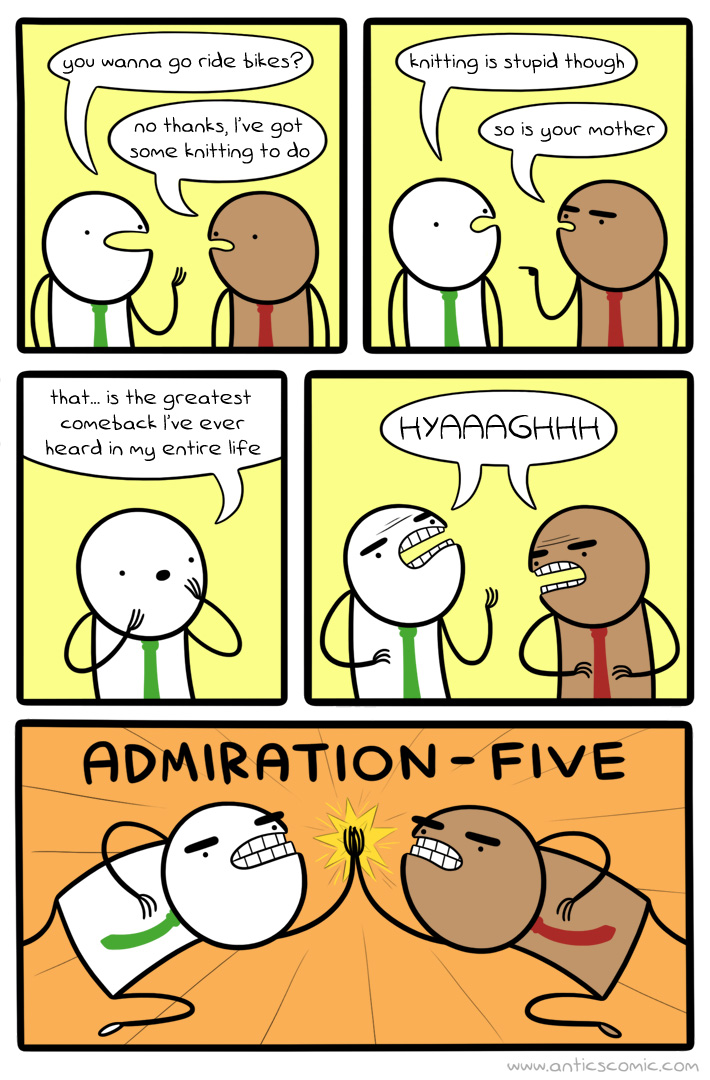 you wanna go ride bikes?
no thanks, I've got
some knitting to do
knitting is stupid though
so is your mother
that... is the greatest
comeback I've ever
heard in my entire life
HYAAAGHHH
ADMIRATION-FIVE
www.anticscomic.com